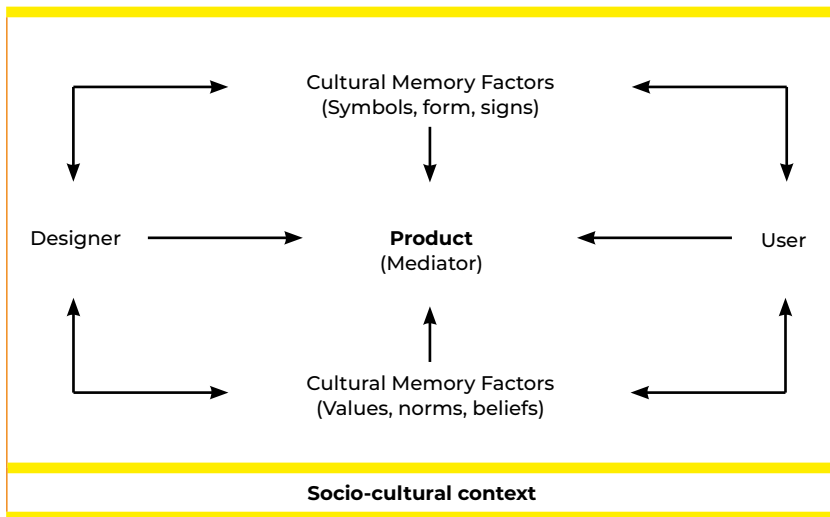 Cultural Memory Factors
(Symbols, form, signs)
Designer
Product
(Mediator)
User
Cultural Memory Factors
(Values, norms, beliefs)
Socio-cultural context